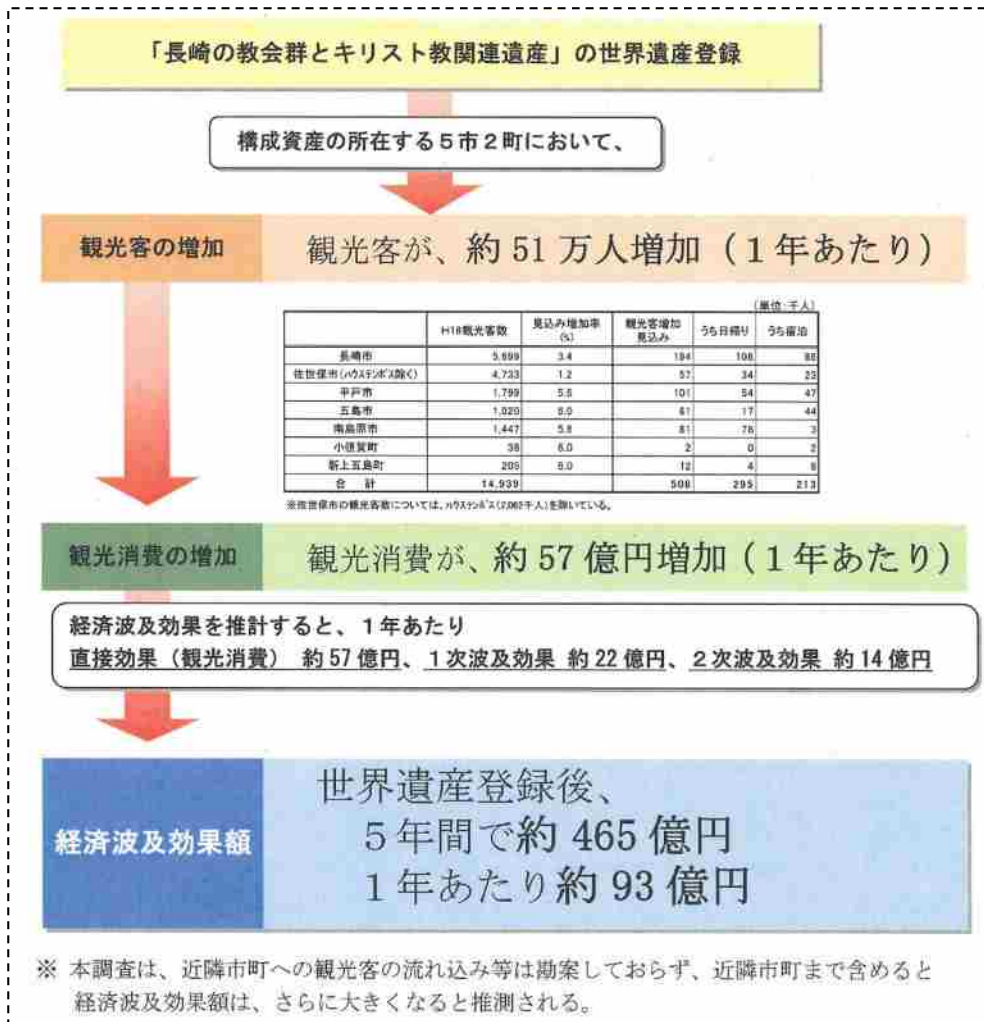 「長崎の教会群とキリスト教関連遺産」の世界遺産登録
構成資産の所在する５市２町において、
観光客の増加 観光客が、約 51 万人増加（１年あたり）
（単位：千人）
H18観光客数 見込み増加率(%) 観光客増加見込み うち日帰り うち宿泊
長崎市 5,699 3.4 194 108 86
佐世保市(ﾊｳｽﾃﾝﾎﾞｽ除く) 4,733 1.2 57 34 23
平戸市 1,799 5.6 101 54 47
五島市 1,020 6.0 61 17 44
南島原市 1,447 5.6 81 78 3
小値賀町 36 6.0 2 0 2
新上五島町 205 6.0 12 4 8
合 計 14,939 508 295 213
※佐世保市の観光客数については、ﾊｳｽﾃﾝﾎﾞｽ 千人)を除いている。
観光消費の増加 観光消費が、約 57 億円増加（１年あたり）
経済波及効果を推計すると、１年あたり
直接効果（観光消費） 約 57 億円、１次波及効果 約 22 億円、２次波及効果 約 14 億円
経済波及効果額
世界遺産登録後、
５年間で約 465 億円
１年あたり約 93 億円
※ 本調査は、近隣市町への観光客の流れ込み等は勘案しておらず、近隣市町まで含めると
経済波及効果額は、さらに大きくなると推測される。